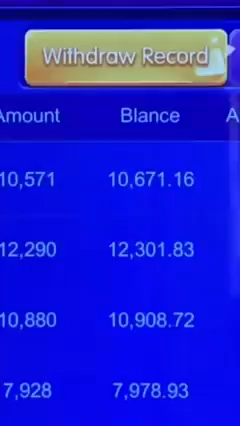 Withdraw Record
Amount Blance A
10,571 10,671.16
12,290 12,301.83
10,880 10,908.72
7,928 7,978.93